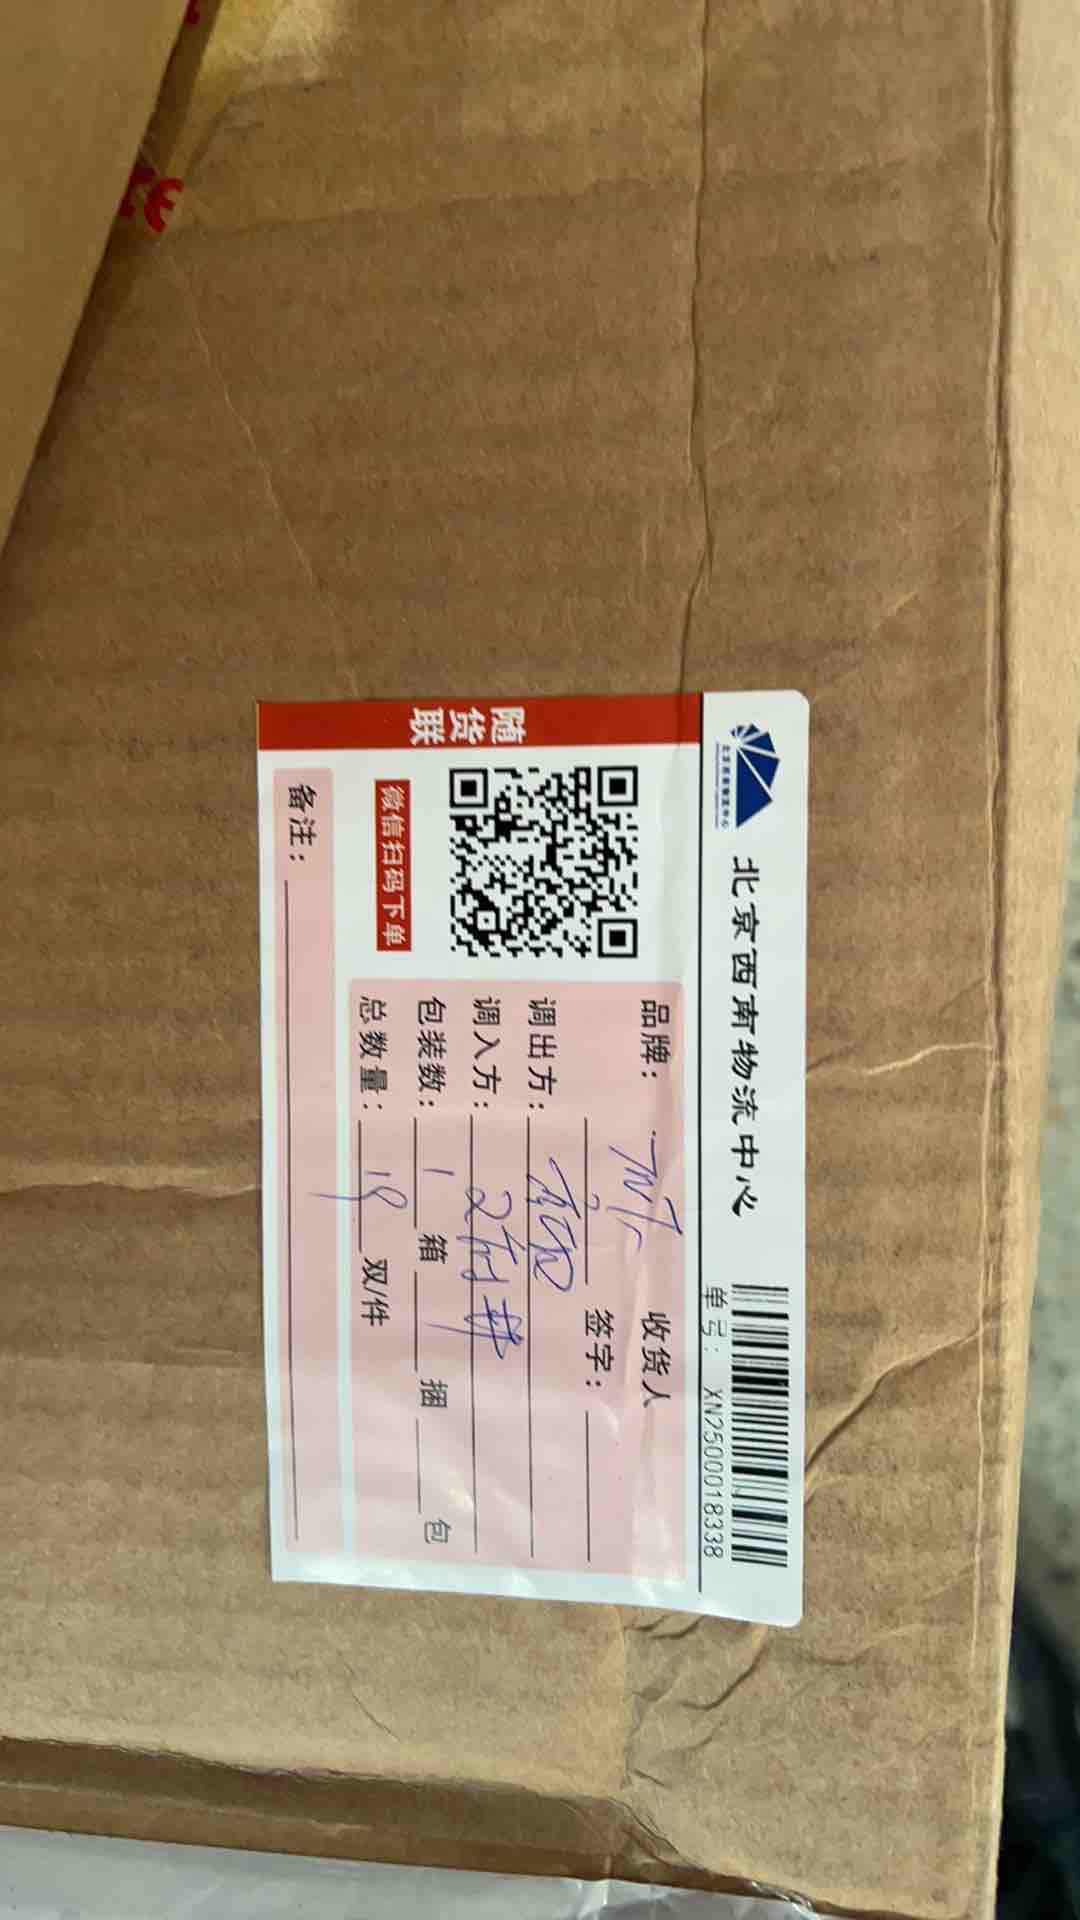 北京西南物流中心
单号: XN2500018338
随货联
微信扫码下单
品牌:
收货人
签字:
调出方:
调入方:
包装数: 1 箱 捆 包
总数量: 19 双/件
备注: